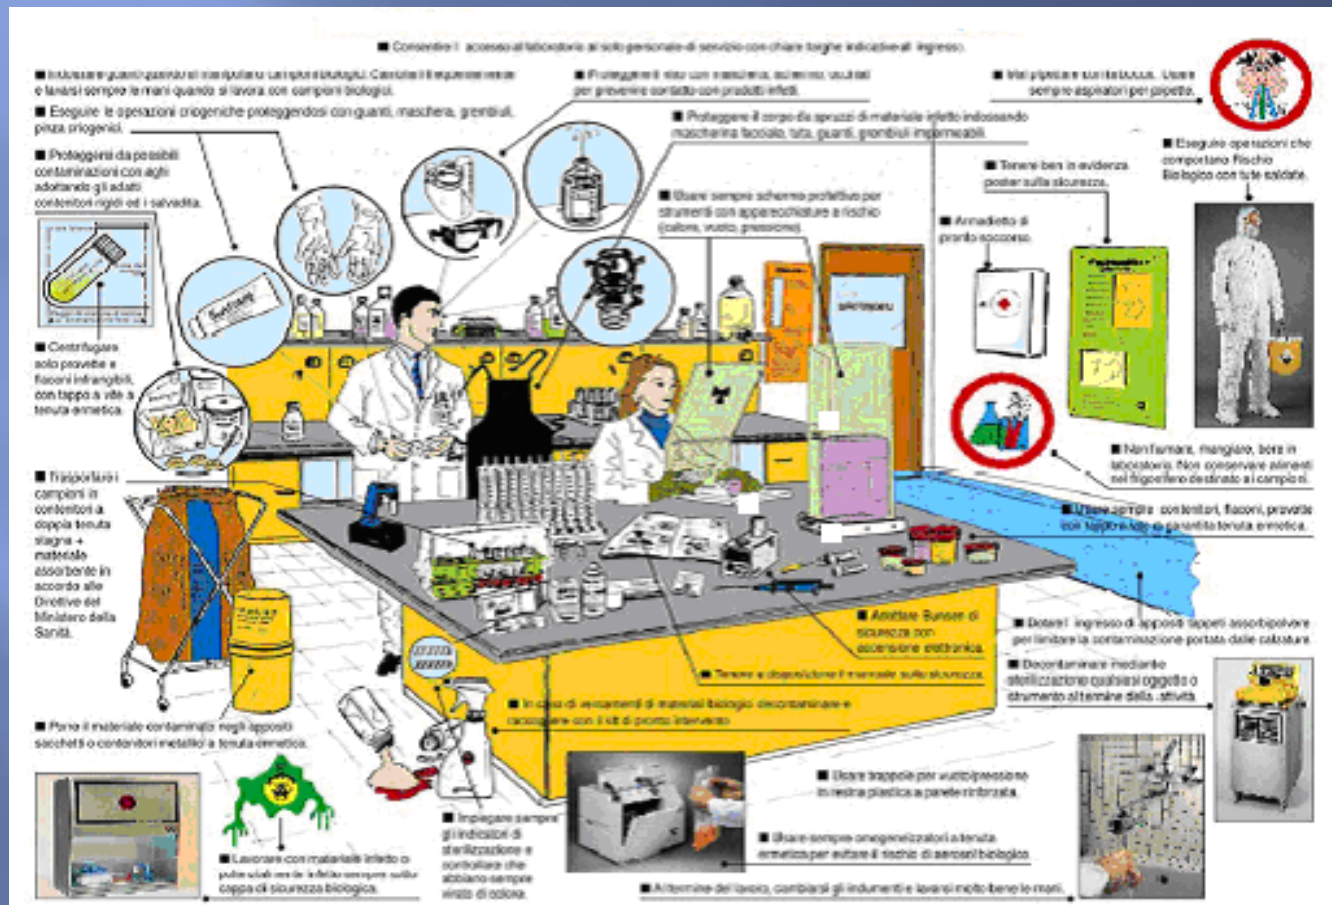 ■ Consentire l accesso al laboratorio al solo personale di servizio con chiare targhe indicative all ingresso.
■ Indossare guanti quando si manipolano campioni biologici. Cambiarli frequentemente
e lavarsi sempre le mani quando si lavora con campioni biologici.
■ Eseguire le operazioni criogeniche proteggendosi con guanti, maschera, grembiuli,
pinza criogenici.
■ Proteggersi da possibili
contaminazioni con aghi
adottando gli adatti
contenitori rigidi ed i salvadita.
■ Proteggere il viso con maschera, schermo, occhiali
per prevenire contatto con prodotti infetti.
■ Proteggere il corpo da spruzzi di materiale infetto indossando
mascherina facciale, tuta, guanti, grembiuli impermeabili.
■ Usare sempre schermo protettivo per
strumenti con apparecchiature a rischio
(calore, vuoto, pressione).
■ Mai pipettare con la bocca. Usare
sempre aspiratori per pipette.
■ Eseguire operazioni che
comportano Rischio
Biologico con tute saldate.
■ Tenere ben in evidenza
poster sulla sicurezza.
■ Armadietto di
pronto soccorso.
■ Centrifugare
solo provette e
flaconi infrangibili,
con tappo a vite a
tenuta ermetica.
■ Trasportare i
campioni in
contenitori a
doppia tenuta
stagna +
materiale
assorbente in
accordo alle
Direttive del
Ministero della
Sanità.
■ Non fumare, mangiare, bere in
laboratorio. Non conservare alimenti
nel frigorifero destinato ai campioni.
■ Usare sempre contenitori, flaconi, provette
con tappo a vite di garantita tenuta ermetica.
■ Adottare Bunsen di
sicurezza con
accensione elettronica.
■ Dotare l ingresso di appositi tappeti assorbipolvere
per limitare la contaminazione portata dalle calzature
■ Tenere a disposizione il manuale sulla sicurezza.
■ Decontaminare mediante
sterilizzazione qualsiasi oggetto o
strumento al termine della attività.
■ In caso di versamenti di materiali biologici decontaminare e
raccogliere con il kit di pronto intervento
■ Porre il materiale contaminato negli appositi
sacchetti o contenitori metallici a tenuta ermetica.
■ Usare trappole per vuoto/pressione
in resina plastica a parete rinforzata.
■ Impiegare sempre
gli indicatori di
sterilizzazione e
controllare che
abbiano sempre
virato di colore.
■ Usare sempre omogeneizzatori a tenuta
ermetica per evitare il rischio di aerosol biologico
■ Lavorare con materiale infetto o
potenzialmente infetto sempre sotto
cappa di sicurezza biologica.
■ Al termine del lavoro, cambiarsi gli indumenti e lavarsi molto bene le mani.